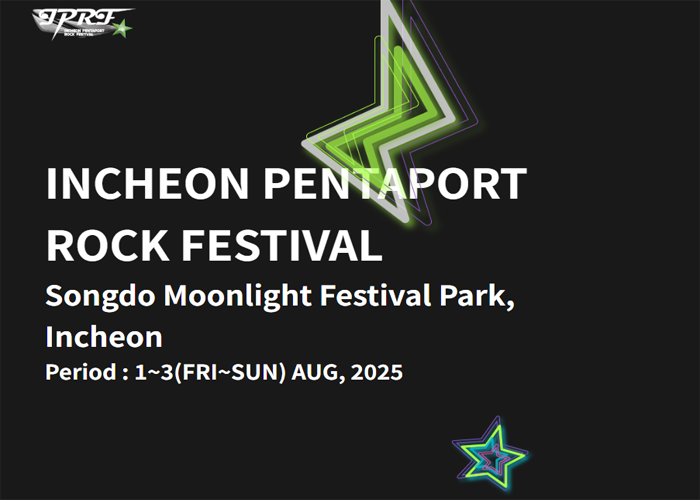 IPRF
INCHEON PENTAPORT
ROCK FESTIVAL
INCHEON PENTAPORT
ROCK FESTIVAL
Songdo Moonlight Festival Park,
Incheon
Period : 1~3(FRI~SUN) AUG, 2025